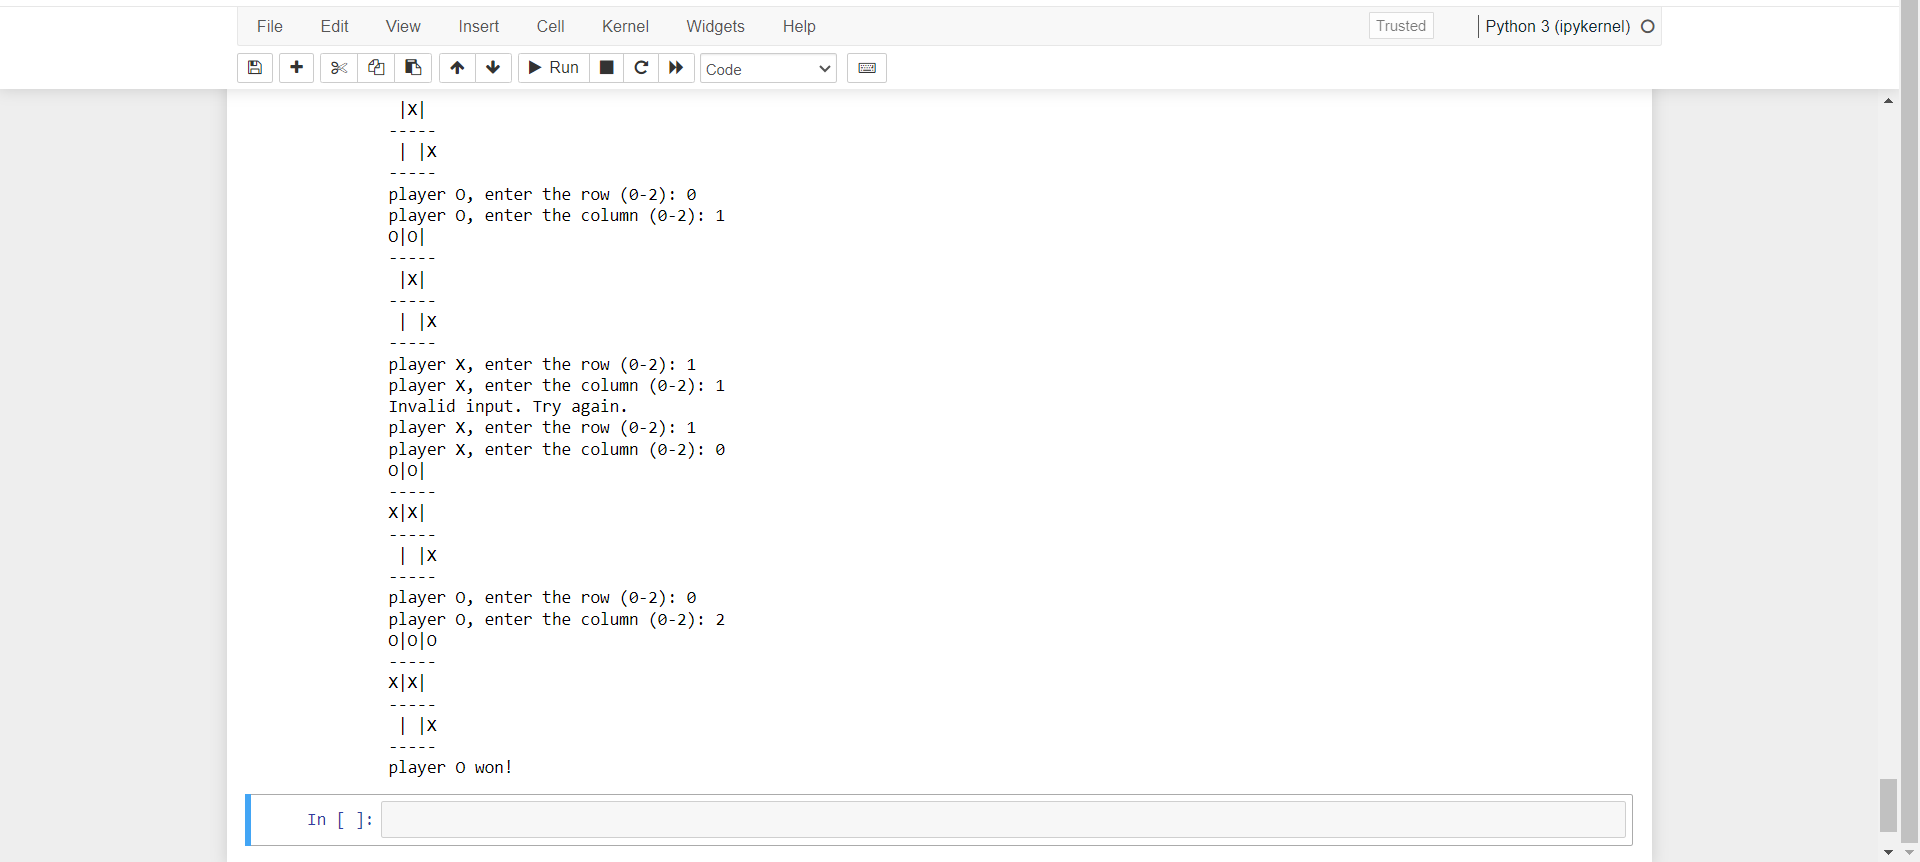 File Edit View Insert Cell Kernel Widgets Help Trusted Python 3 (ipykernel)
Run Code
 |X|
-----
 | |X
-----
player O, enter the row (0-2): 0
player O, enter the column (0-2): 1
O|O|
-----
 |X|
-----
 | |X
-----
player X, enter the row (0-2): 1
player X, enter the column (0-2): 1
Invalid input. Try again.
player X, enter the row (0-2): 1
player X, enter the column (0-2): 0
O|O|
-----
X|X|
-----
 | |X
-----
player O, enter the row (0-2): 0
player O, enter the column (0-2): 2
O|O|O
-----
X|X|
-----
 | |X
-----
player O won!
In [ ]: